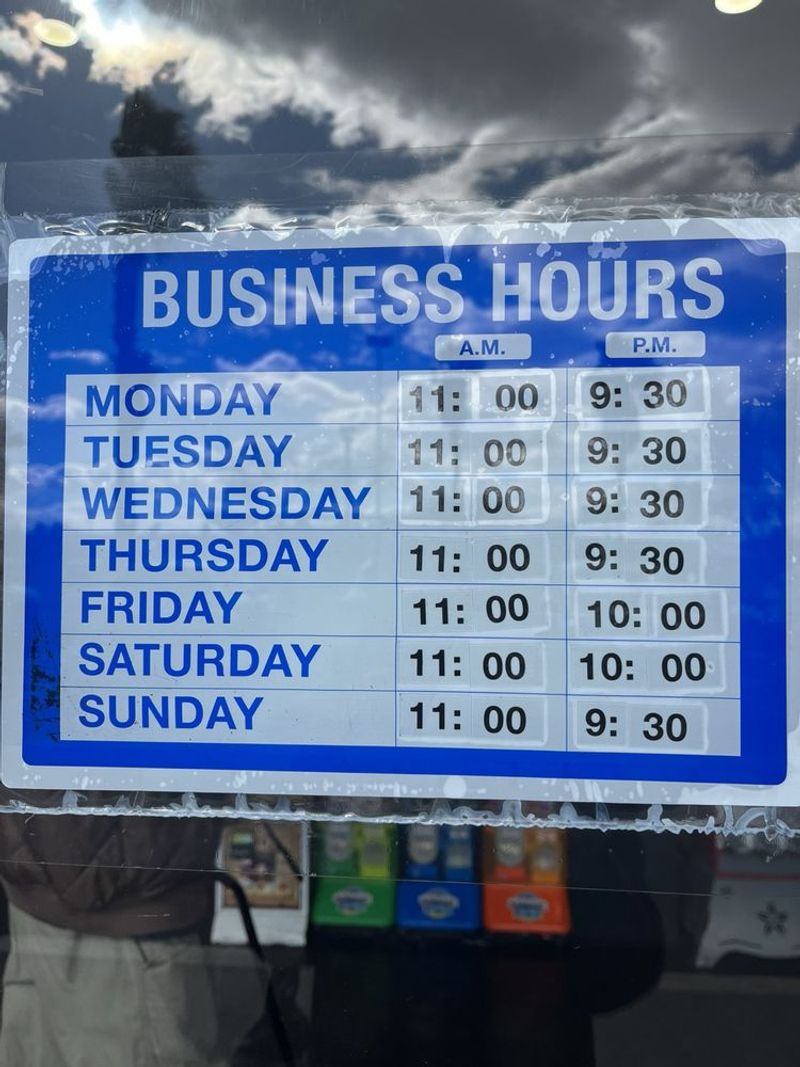 BUSINESS HOURS
A.M. P.M.
MONDAY 11: 00 9: 30
TUESDAY 11: 00 9: 30
WEDNESDAY 11: 00 9: 30
THURSDAY 11: 00 9: 30
FRIDAY 11: 00 10: 00
SATURDAY 11: 00 10: 00
SUNDAY 11: 00 9: 30